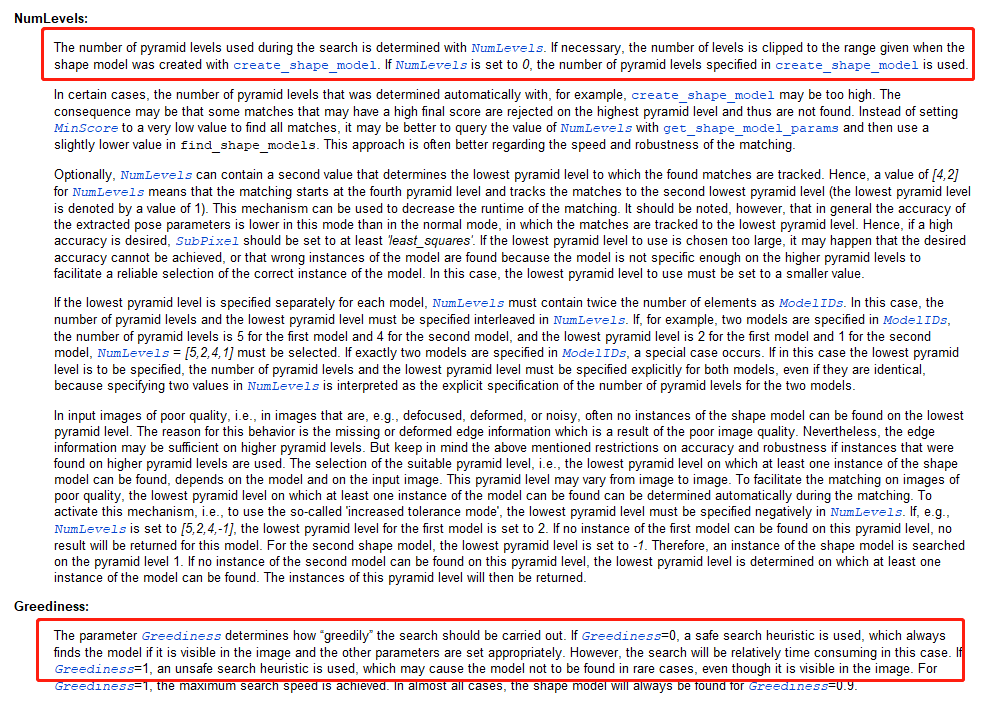 NumLevels:
The number of pyramid levels used during the search is determined with NumLevels. If necessary, the number of levels is clipped to the range given when the
shape model was created with create_shape_model. If NumLevels is set to 0, the number of pyramid levels specified in create_shape_model is used.
In certain cases, the number of pyramid levels that was determined automatically with, for example, create_shape_model may be too high. The
consequence may be that some matches that may have a high final score are rejected on the highest pyramid level and thus are not found. Instead of setting
MinScore to a very low value to find all matches, it may be better to query the value of NumLevels with get_shape_model_params and then use a
slightly lower value in find_shape_models. This approach is often better regarding the speed and robustness of the matching.
Optionally, NumLevels can contain a second value that determines the lowest pyramid level to which the found matches are tracked. Hence, a value of [4,2]
for NumLevels means that the matching starts at the fourth pyramid level and tracks the matches to the second lowest pyramid level (the lowest pyramid level
is denoted by a value of 1). This mechanism can be used to decrease the runtime of the matching. It should be noted, however, that in general the accuracy of
the extracted pose parameters is lower in this mode than in the normal mode, in which the matches are tracked to the lowest pyramid level. Hence, if a high
accuracy is desired, SubPixel should be set to at least 'least_squares'. If the lowest pyramid level to use is chosen too large, it may happen that the desired
accuracy cannot be achieved, or that wrong instances of the model are found because the model is not specific enough on the higher pyramid levels to
facilitate a reliable selection of the correct instance of the model. In this case, the lowest pyramid level to use must be set to a smaller value.
If the lowest pyramid level is specified separately for each model, NumLevels must contain twice the number of elements as ModelIDs. In this case, the
number of pyramid levels and the lowest pyramid level must be specified interleaved in NumLevels. If, for example, two models are specified in ModelIDs,
the number of pyramid levels is 5 for the first model and 4 for the second model, and the lowest pyramid level is 2 for the first model and 1 for the second
model, NumLevels = [5,2,4,1] must be selected. If exactly two models are specified in ModelIDs, a special case occurs. If in this case the lowest pyramid
level is to be specified, the number of pyramid levels and the lowest pyramid level must be specified explicitly for both models, even if they are identical,
because specifying two values in NumLevels is interpreted as the explicit specification of the number of pyramid levels for the two models.
In input images of poor quality, i.e., in images that are, e.g., defocused, deformed, or noisy, often no instances of the shape model can be found on the lowest
pyramid level. The reason for this behavior is the missing or deformed edge information which is a result of the poor image quality. Nevertheless, the edge
information may be sufficient on higher pyramid levels. But keep in mind the above mentioned restrictions on accuracy and robustness if instances that were
found on higher pyramid levels are used. The selection of the suitable pyramid level, i.e., the lowest pyramid level on which at least one instance of the shape
model can be found, depends on the model and on the input image. This pyramid level may vary from image to image. To facilitate the matching on images of
poor quality, the lowest pyramid level on which at least one instance of the model can be found can be determined automatically during the matching. To
activate this mechanism, i.e., to use the so-called 'increased tolerance mode', the lowest pyramid level must be specified negatively in NumLevels. If, e.g.,
NumLevels is set to [5,2,4,-1], the lowest pyramid level for the first model is set to 2. If no instance of the first model can be found on this pyramid level, no
result will be returned for this model. For the second shape model, the lowest pyramid level is set to -1. Therefore, an instance of the shape model is searched
on the pyramid level 1. If no instance of the second model can be found on this pyramid level, the lowest pyramid level is determined on which at least one
instance of the model can be found. The instances of this pyramid level will then be returned.
Greediness:
The parameter Greediness determines how “greedily” the search should be carried out. If Greediness=0, a safe search heuristic is used, which always
finds the model if it is visible in the image and the other parameters are set appropriately. However, the search will be relatively time consuming in this case. If
Greediness=1, an unsafe search heuristic is used, which may cause the model not to be found in rare cases, even though it is visible in the image. For
Greediness=1, the maximum search speed is achieved. In almost all cases, the shape model will always be found for Greediness=0.9.